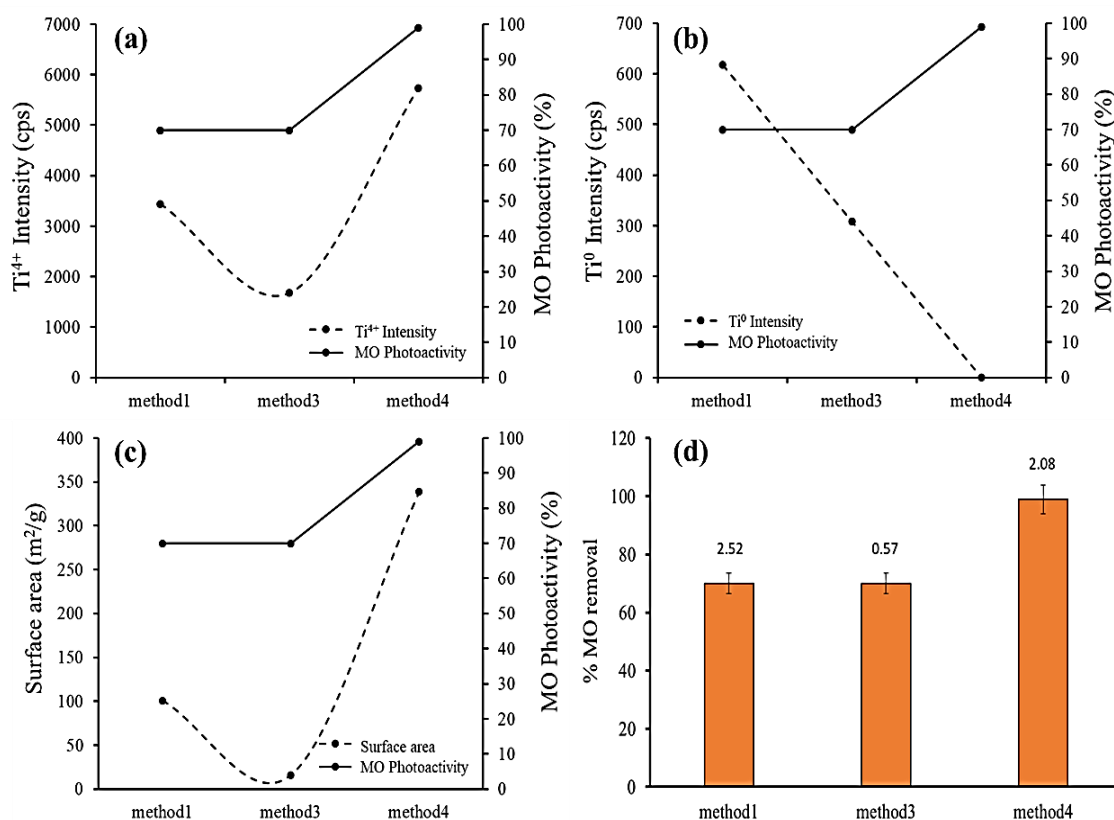 (a)
7000
6000
5000
4000
3000
2000
1000
0
Ti⁴⁺ Intensity (cps)
100
90
80
70
60
50
40
30
20
10
0
MO Photoactivity (%)
Ti⁴⁺ Intensity
MO Photoactivity
method1 method3 method4
(b)
700
600
500
400
300
200
100
0
Ti⁰ Intensity (cps)
100
90
80
70
60
50
40
30
20
10
0
MO Photoactivity (%)
Ti⁰ Intensity
MO Photoactivity
method1 method3 method4
(c)
400
350
300
250
200
150
100
50
0
Surface area (m²/g)
100
90
80
70
60
50
40
30
20
10
0
MO Photoactivity (%)
Surface area
MO Photoactivity
method1 method3 method4
(d)
120
100
80
60
40
20
0
% MO removal
2.52 0.57 2.08
method1 method3 method4